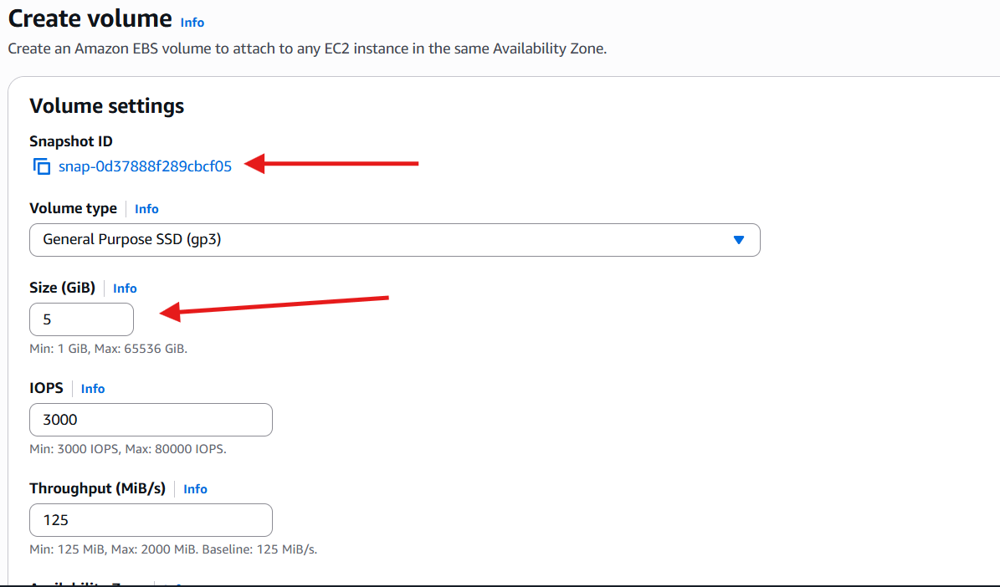 Create volume Info
Create an Amazon EBS volume to attach to any EC2 instance in the same Availability Zone.
Volume settings
Snapshot ID
snap-0d37888f289cbcf05
Volume type Info
General Purpose SSD (gp3)
Size (GiB) Info
5
Min: 1 GiB, Max: 65536 GiB.
IOPS Info
3000
Min: 3000 IOPS, Max: 80000 IOPS.
Throughput (MiB/s) Info
125
Min: 125 MiB, Max: 2000 MiB. Baseline: 125 MiB/s.